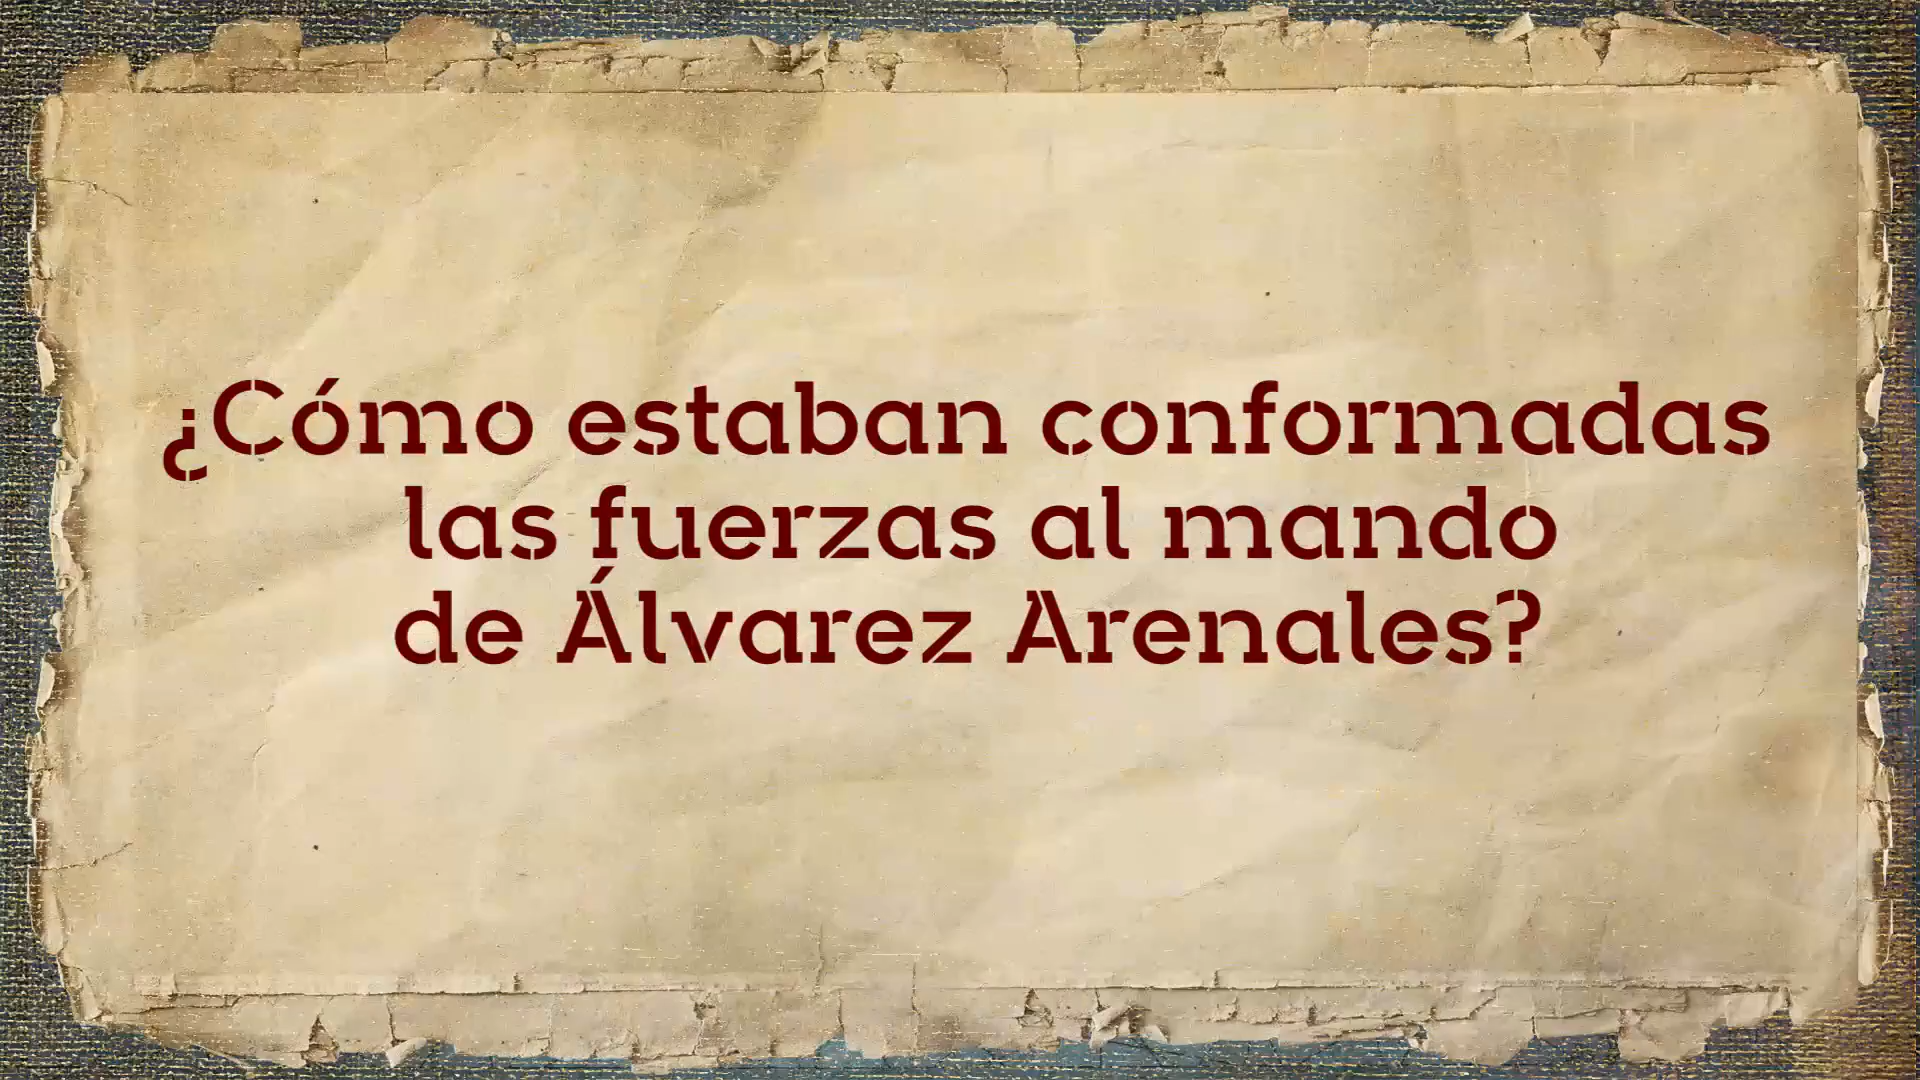 ¿Cómo estaban conformadas
las fuerzas al mando
de Álvarez Arenales?